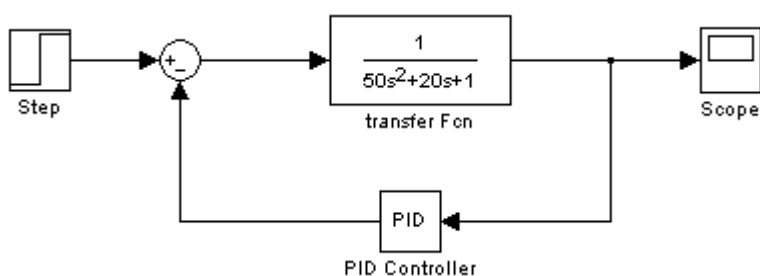 Step
+
−
1
50s²+20s+1
transfer Fcn
Scope
PID
PID Controller